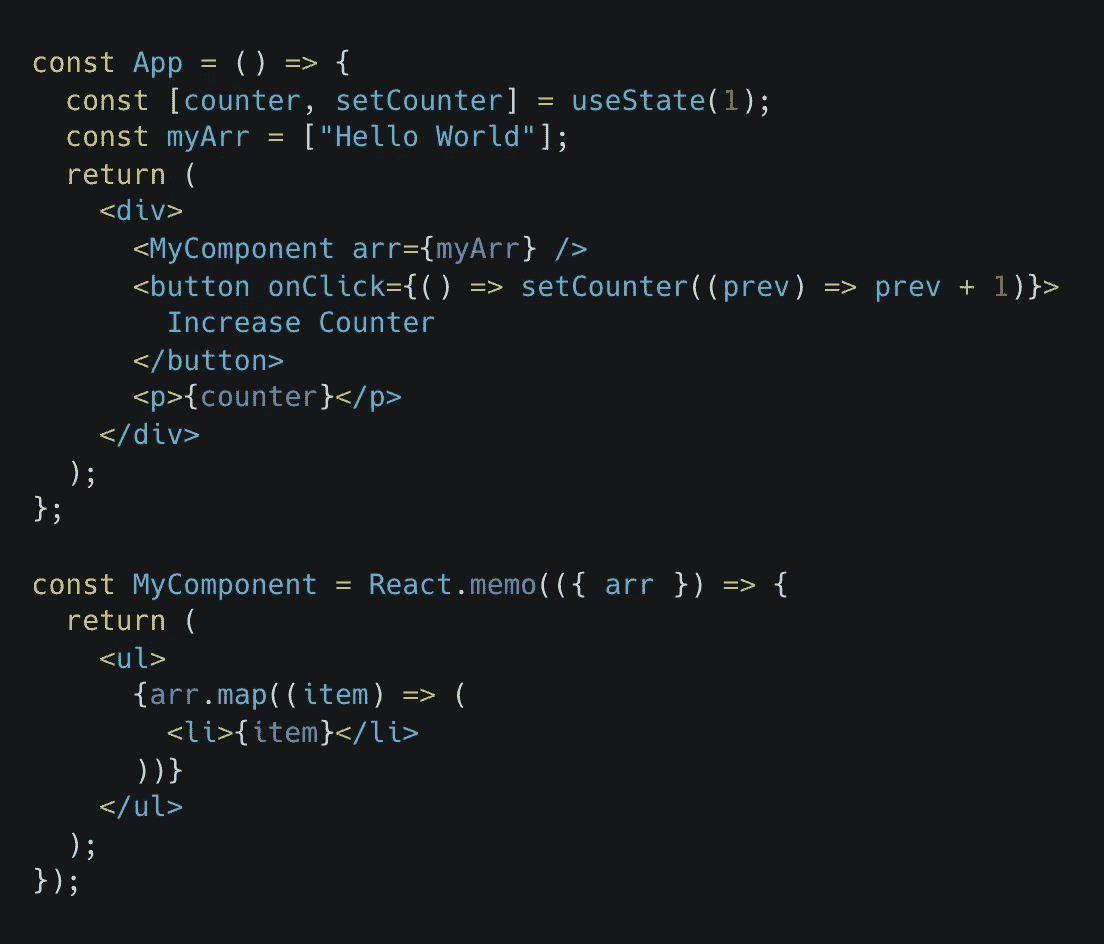 const App = () => {
  const [counter, setCounter] = useState(1);
  const myArr = ["Hello World"];
  return (
    <div>
      <MyComponent arr={myArr} />
      <button onClick={() => setCounter((prev) => prev + 1)}>
        Increase Counter
      </button>
      <p>{counter}</p>
    </div>
  );
};

const MyComponent = React.memo(({ arr }) => {
  return (
    <ul>
      {arr.map((item) => (
        <li>{item}</li>
      ))}
    </ul>
  );
});